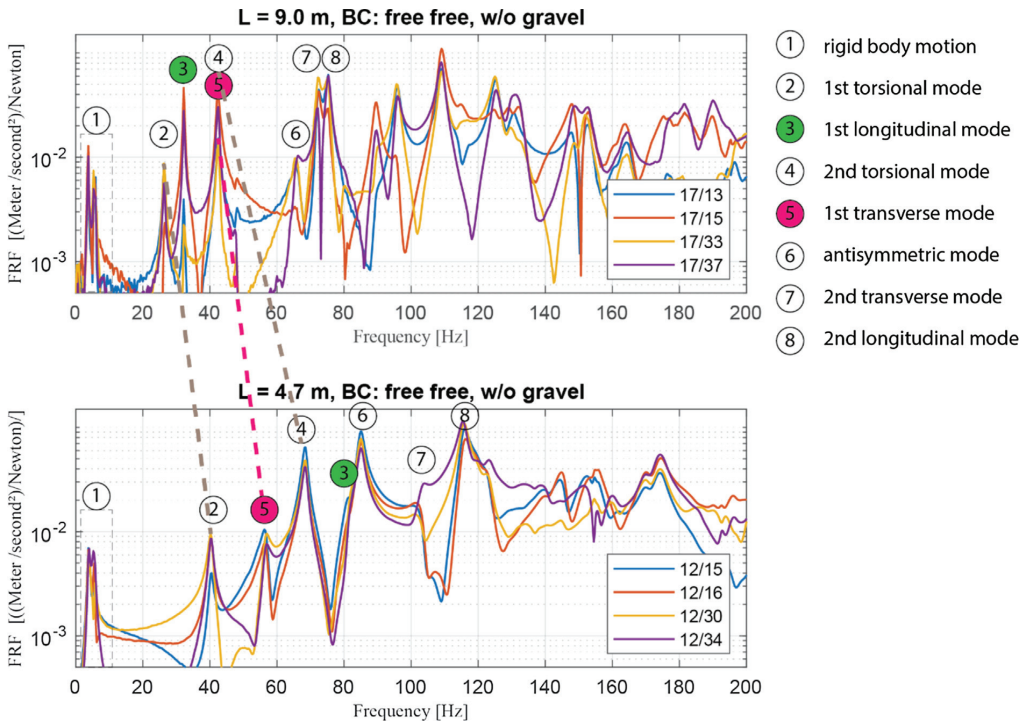 L = 9.0 m, BC: free free, w/o gravel
FRF [(Meter /second²)/Newton]
10⁻²
10⁻³
1
2
3
4
5
6
7
8
17/13
17/15
17/33
17/37
0 20 40 60 80 100 120 140 160 180 200
Frequency [Hz]
1 rigid body motion
2 1st torsional mode
3 1st longitudinal mode
4 2nd torsional mode
5 1st transverse mode
6 antisymmetric mode
7 2nd transverse mode
8 2nd longitudinal mode
L = 4.7 m, BC: free free, w/o gravel
FRF [((Meter /second²)/Newton)/]
10⁻²
10⁻³
1
2
5
4
3
6
7
8
12/15
12/16
12/30
12/34
0 20 40 60 80 100 120 140 160 180 200
Frequency [Hz]